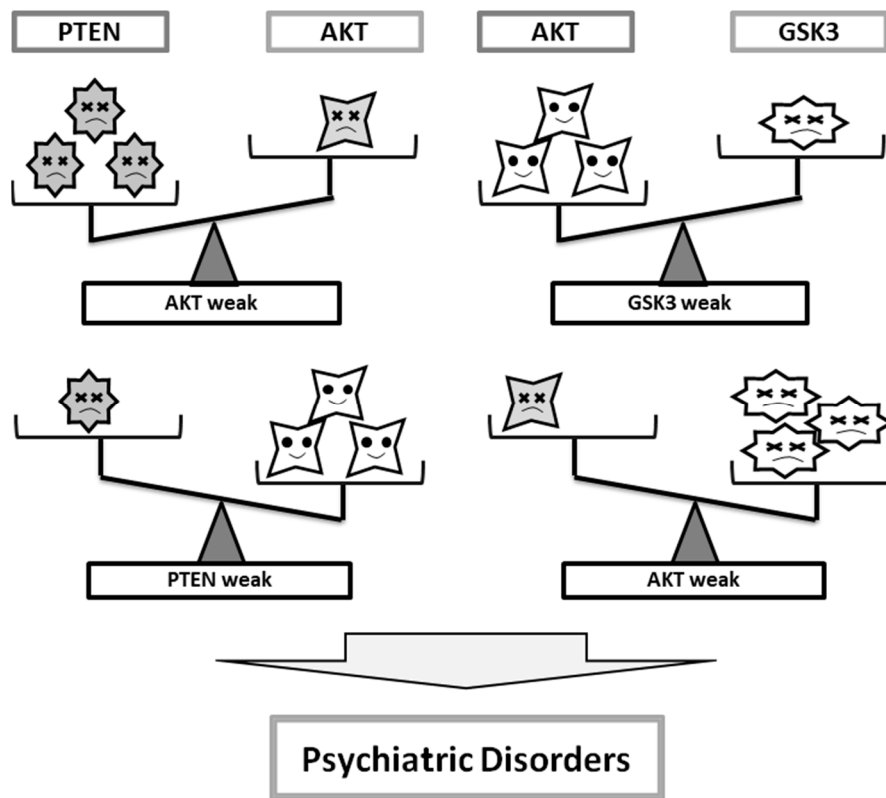 PTEN
AKT
AKT
GSK3
AKT weak
GSK3 weak
PTEN weak
AKT weak
Psychiatric Disorders